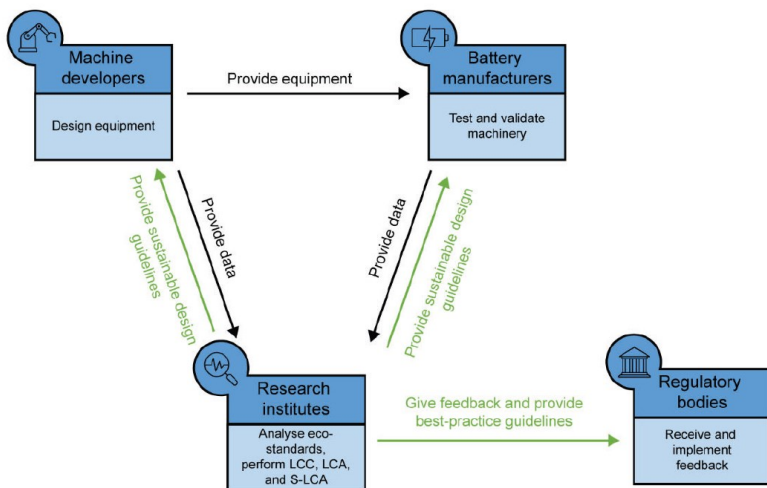 Machine
developers
Design equipment
Provide equipment
Battery
manufacturers
Test and validate
machinery
Provide sustainable design
guidelines
Provide data
Provide data
Provide sustainable design
guidelines
Research
institutes
Analyse eco-
standards,
perform LCC, LCA,
and S-LCA
Give feedback and provide
best-practice guidelines
Regulatory
bodies
Receive and
implement
feedback